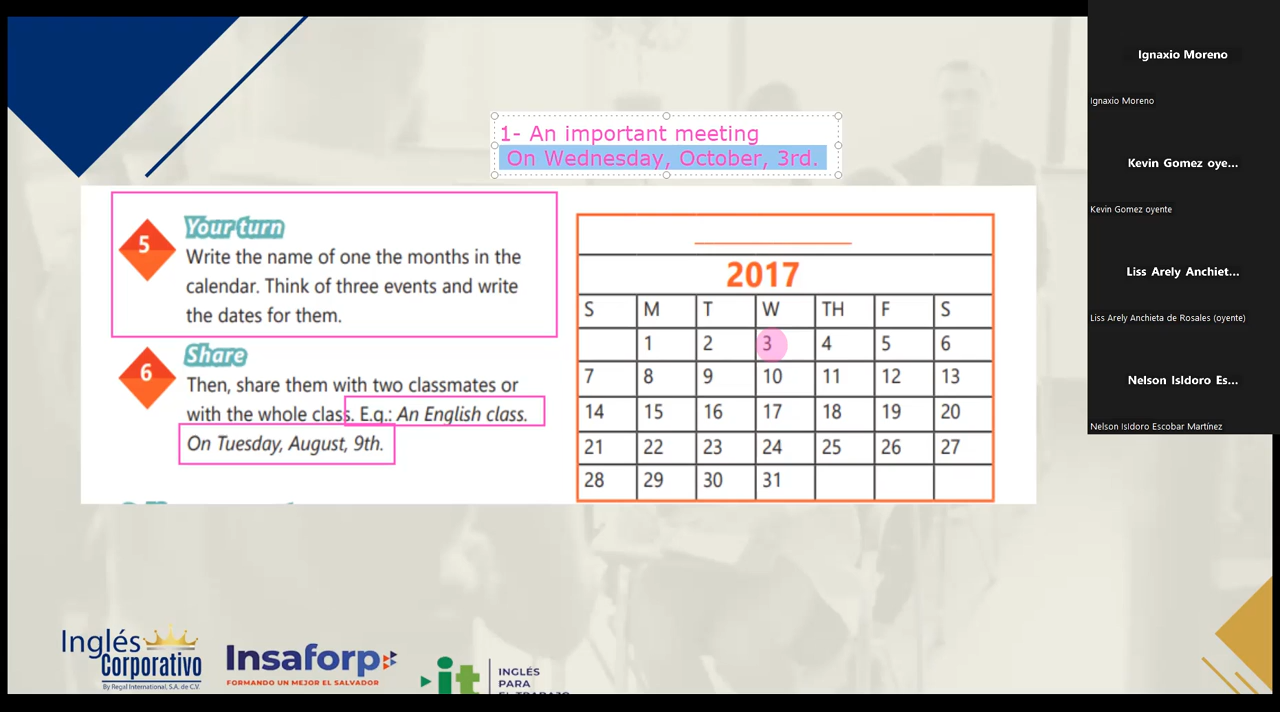 1- An important meeting
On Wednesday, October, 3rd.
5
Your turn
Write the name of one the months in the
calendar. Think of three events and write
the dates for them.
6
Share
Then, share them with two classmates or
with the whole class. E.g.: An English class.
On Tuesday, August, 9th.
2017
S M T W TH F S
1 2 3 4 5 6
7 8 9 10 11 12 13
14 15 16 17 18 19 20
21 22 23 24 25 26 27
28 29 30 31
Ignaxio Moreno
Ignaxio Moreno
Kevin Gomez oye...
Kevin Gomez oyente
Liss Arely Anchiet...
Liss Arely Anchieta de Rosales (oyente)
Nelson Isldoro Es...
Nelson Isldoro Escobar Martínez
Inglés
Corporativo
By Regal International, S.A. de C.V.
Insaforp
FORMANDO UN MEJOR EL SALVADOR
it
INGLÉS
PARA